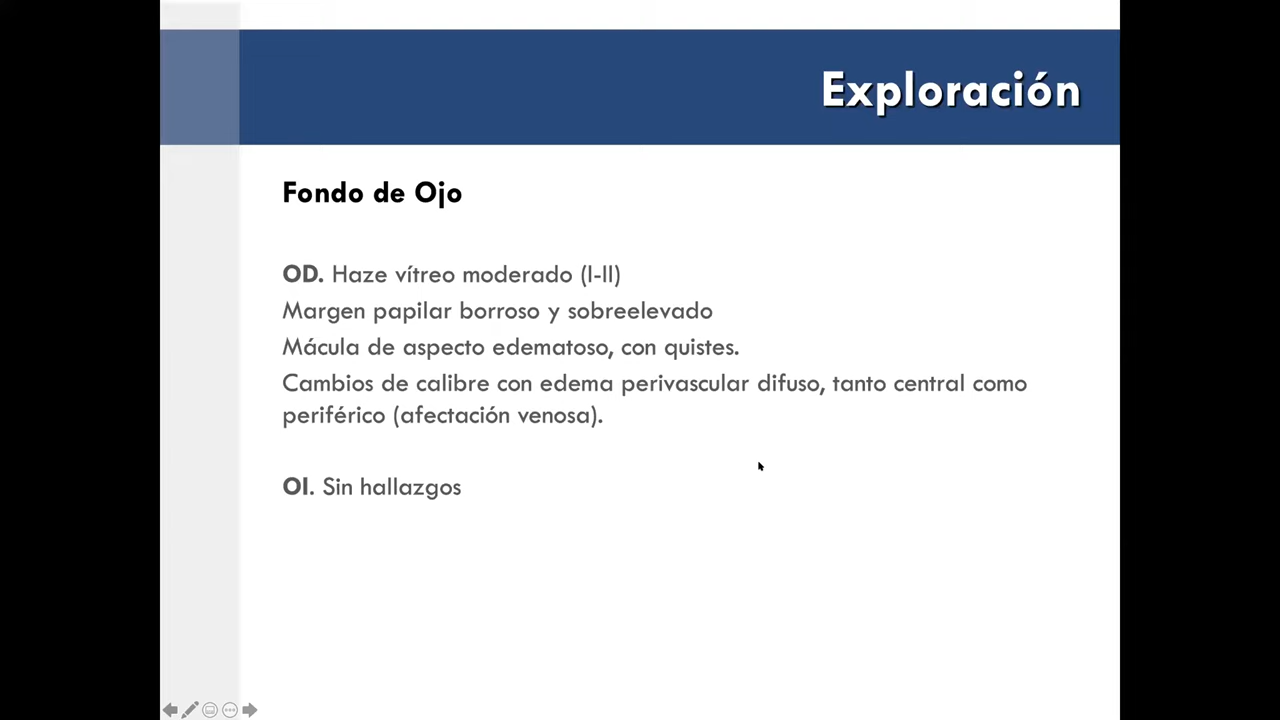 Exploración
Fondo de Ojo
OD. Haze vítreo moderado (I-II)
Margen papilar borroso y sobreelevado
Mácula de aspecto edematoso, con quistes.
Cambios de calibre con edema perivascular difuso, tanto central como
periférico (afectación venosa).
OI. Sin hallazgos